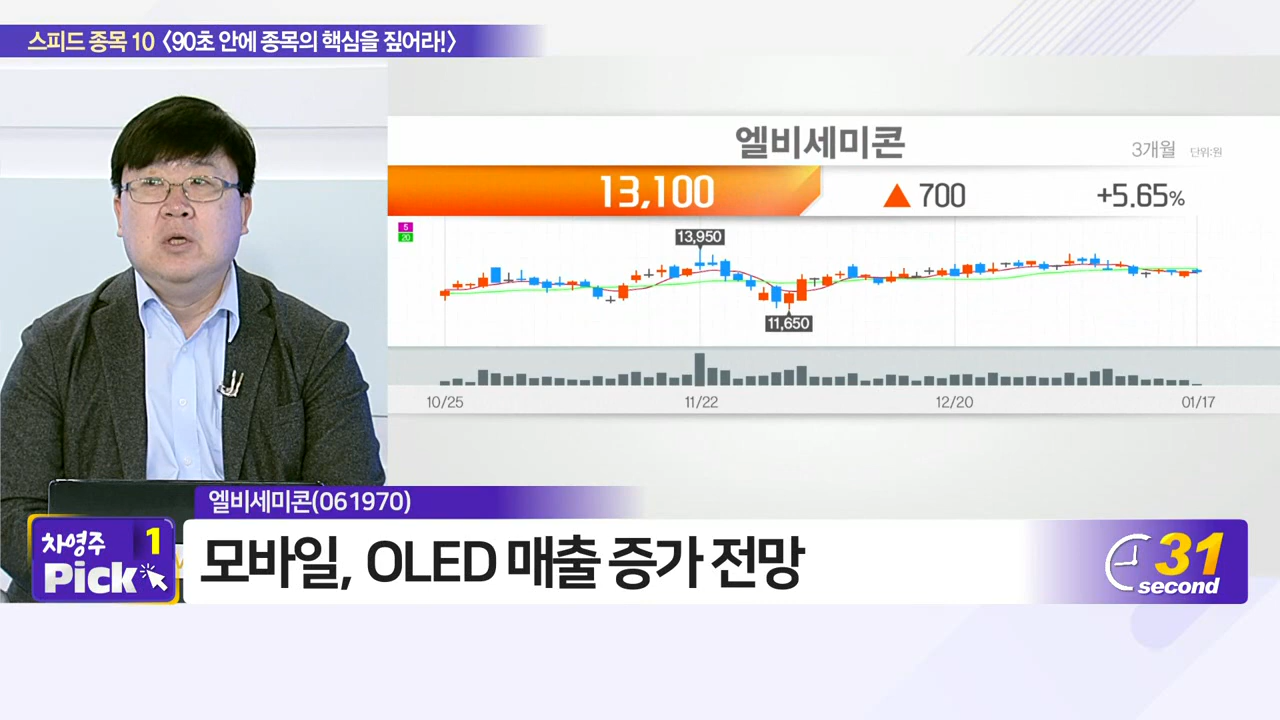 스피드 종목 10 <90초 안에 종목의 핵심을 짚어라!>
엘비세미콘
3개월 단위:원
13,100 ▲ 700 +5.65%
5
20
13,950
11,650
10/25 11/22 12/20 01/17
엘비세미콘(061970)
차영주 1
Pick
모바일, OLED 매출 증가 전망
31
second